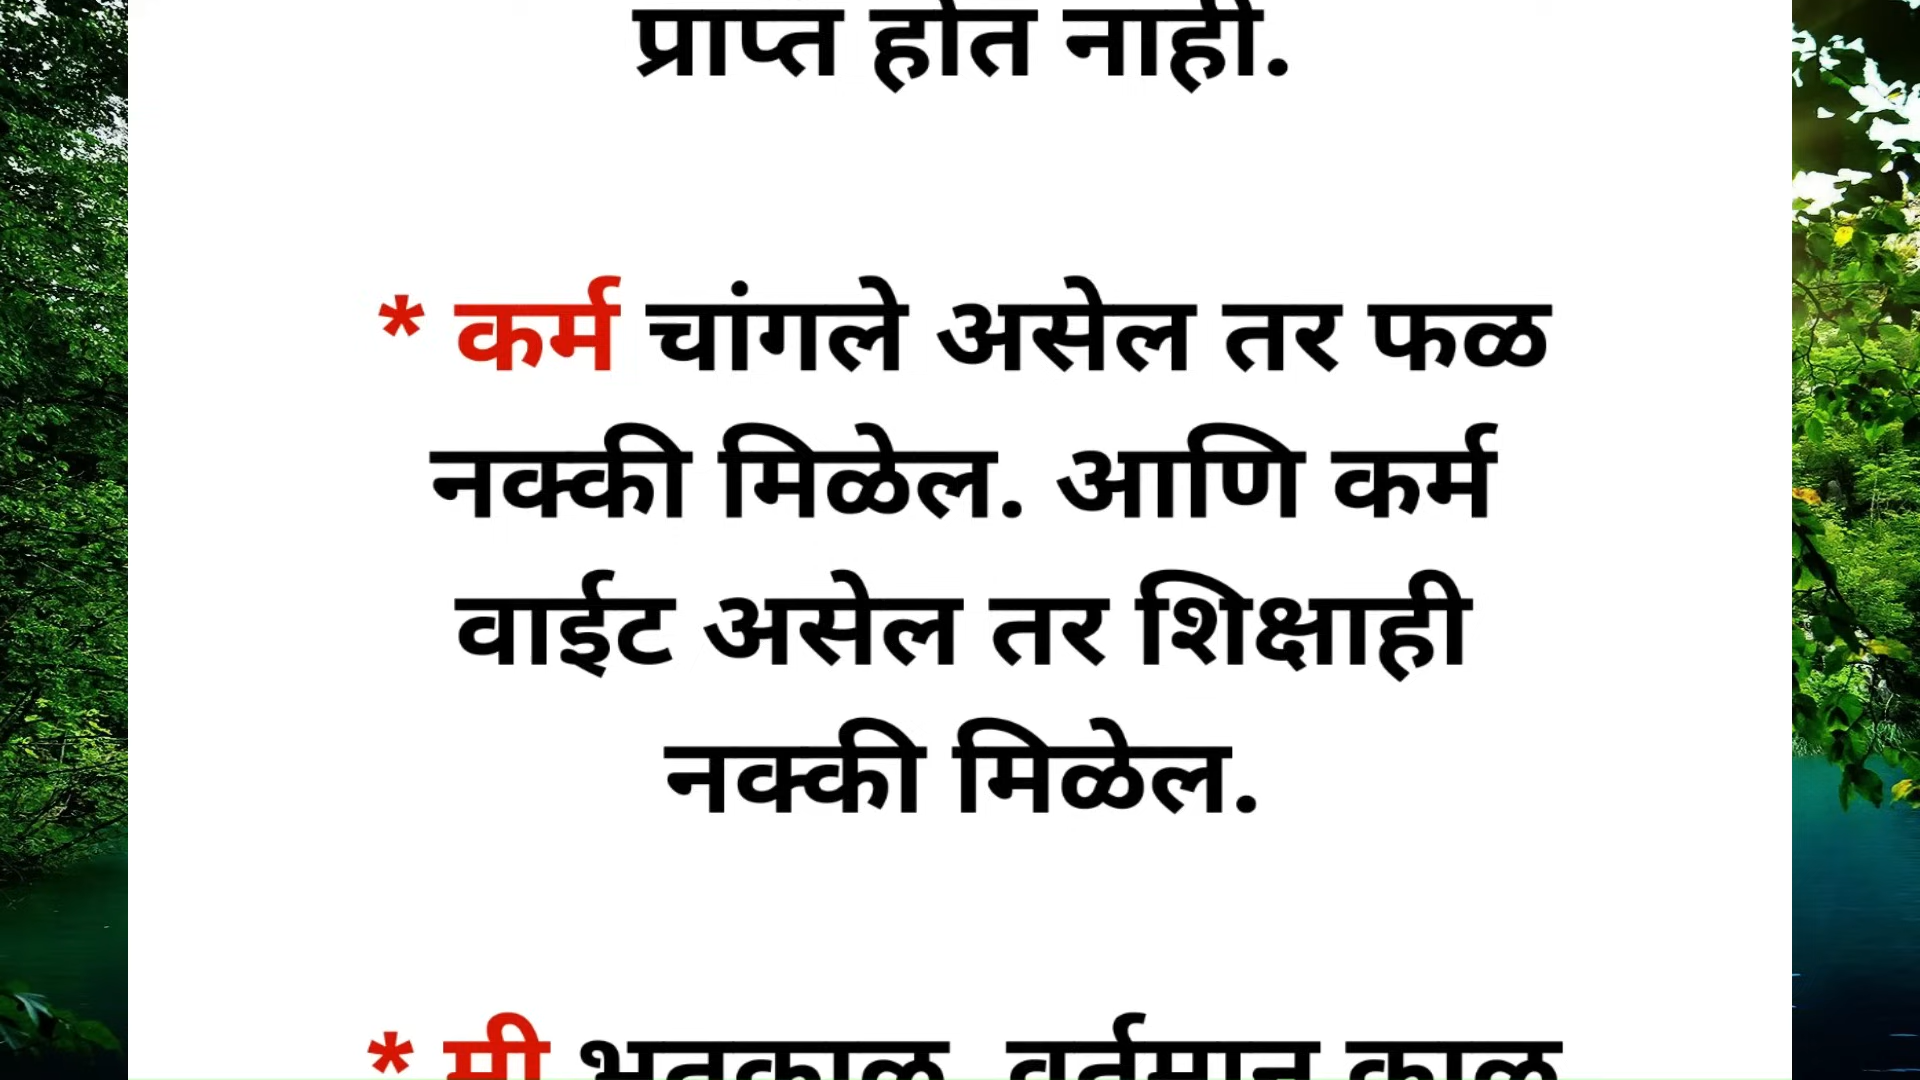 प्राप्त होत नाही.
* कर्म चांगले असेल तर फळ
नक्की मिळेल. आणि कर्म
वाईट असेल तर शिक्षाही
नक्की मिळेल.
* मी भूतकाळ, वर्तमान काळ